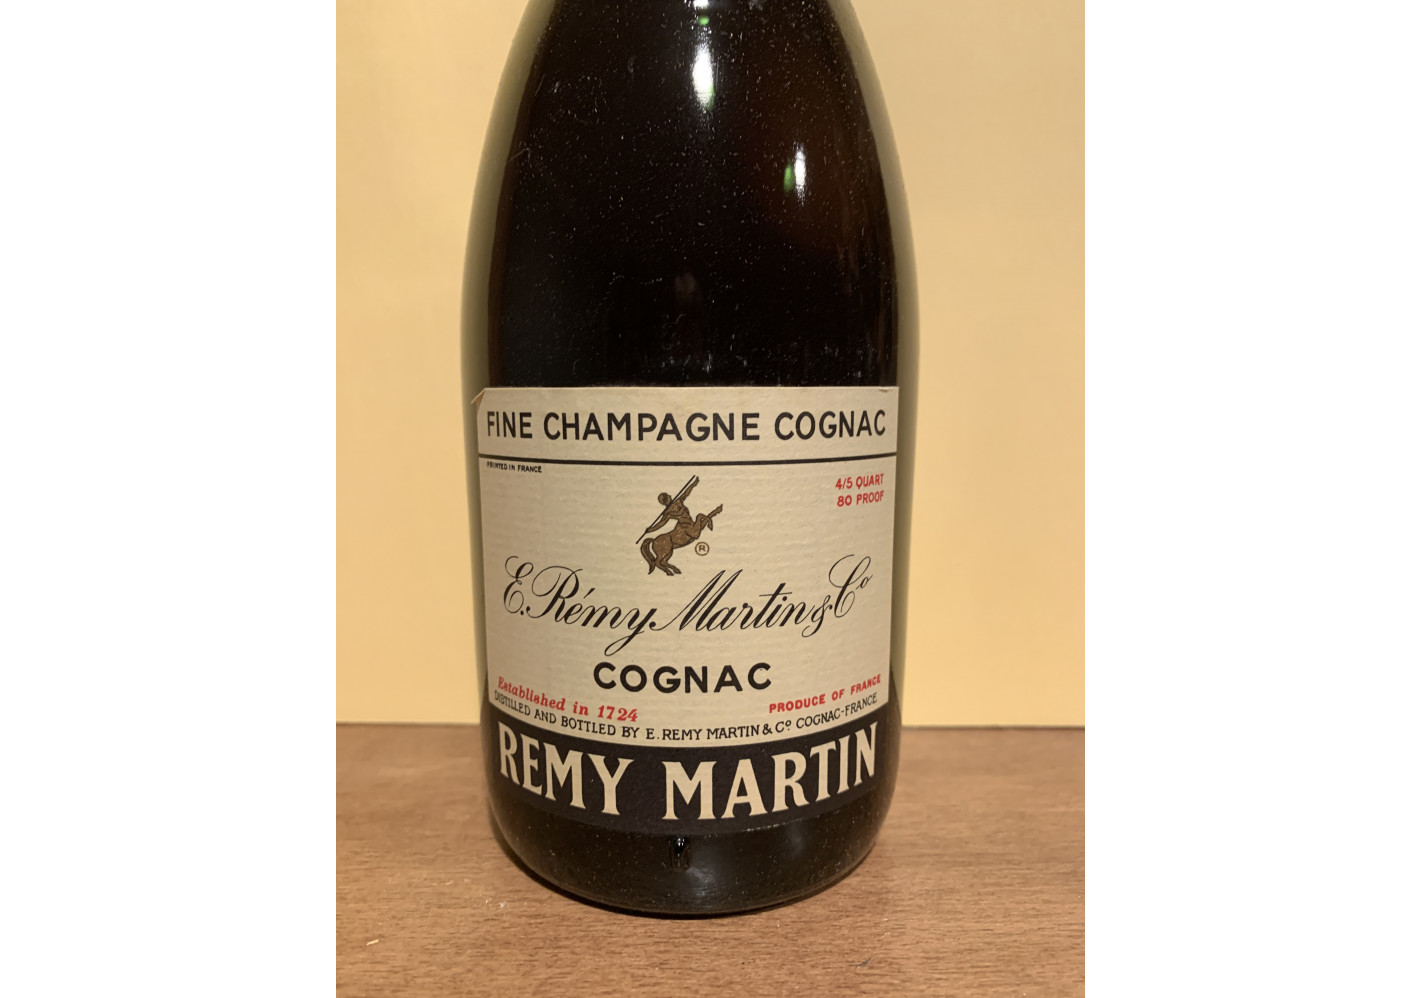 FINE CHAMPAGNE COGNAC
PRINTED IN FRANCE
4/5 QUART
80 PROOF
®
E. Rémy Martin & Cº
COGNAC
Established in 1724
PRODUCE OF FRANCE
DISTILLED AND BOTTLED BY E. REMY MARTIN & Cº COGNAC-FRANCE
REMY MARTIN